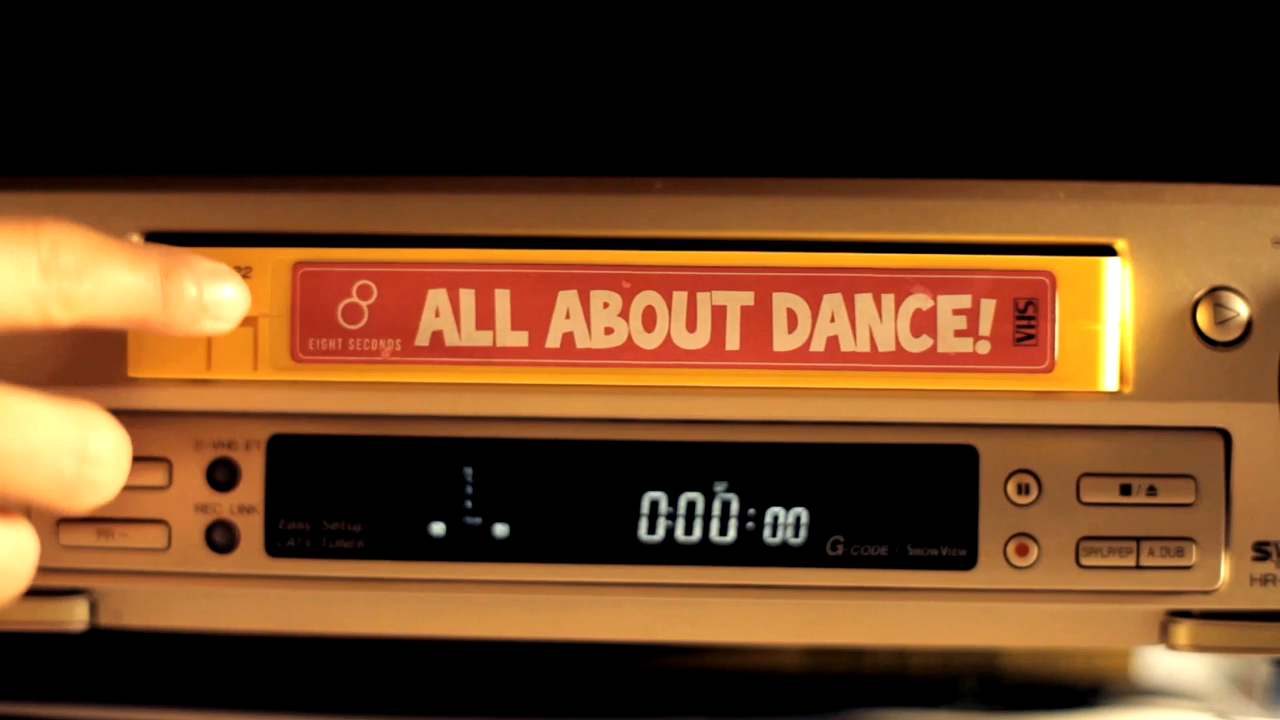 ALL ABOUT DANCE!
EIGHT SECONDS
VHS
REC LINK
Easy Setup
0:00:00
G-CODE / SHOWVIEW
SP/LP/EP
A.DUB
HR-